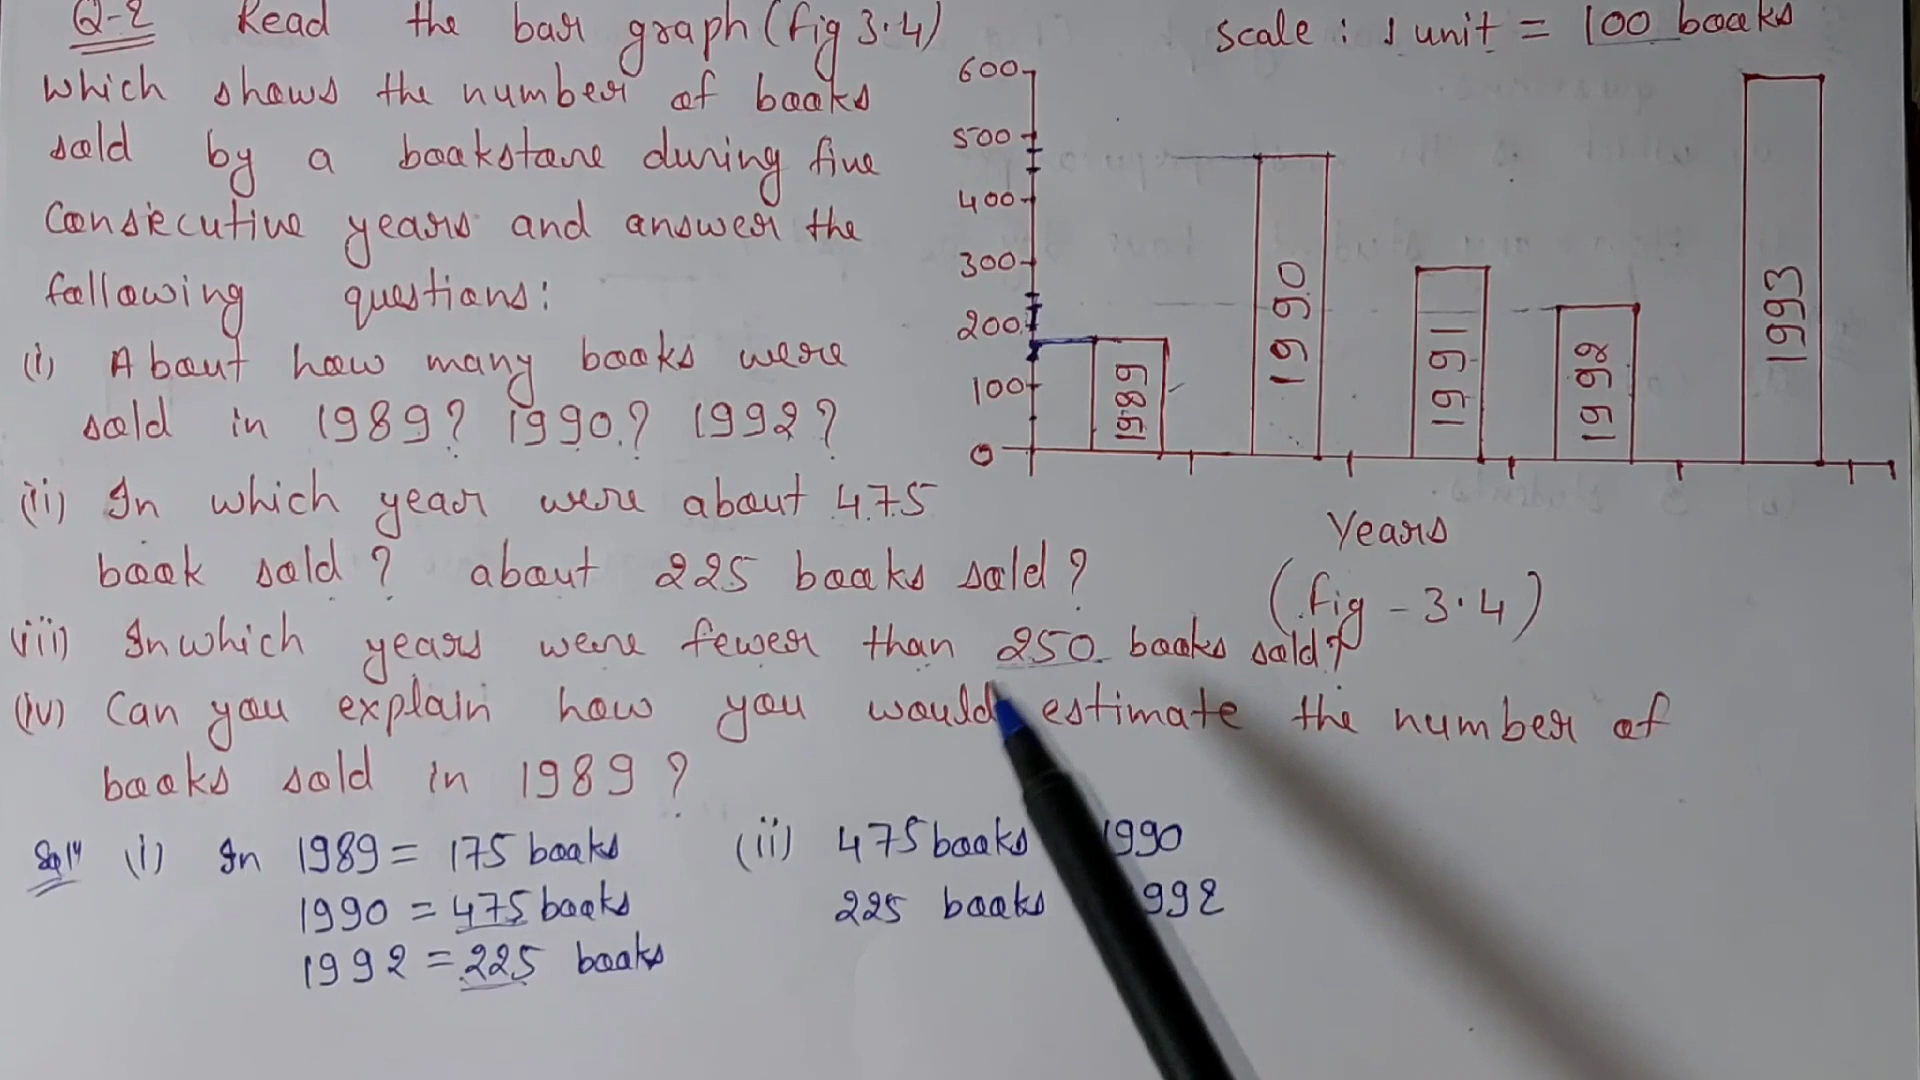 Q-2 Read the bar graph (fig 3.4)
which shows the number of books
sold by a bookstore during five
Consecutive years and answer the
following questions:
(i) About how many books were
sold in 1989? 1990? 1992?
(ii) In which year were about 475
book sold? about 225 books sold?
(iii) In which years were fewer than 250 books sold?
(iv) Can you explain how you would estimate the number of
books sold in 1989?
scale: 1 unit = 100 books
600
500
400
300
200
100
0
1989
1990
1991
1992
1993
Years
(fig - 3.4)
Sol^n (i) In 1989 = 175 books
1990 = 475 books
1992 = 225 books
(ii) 475 books 1990
225 books 992